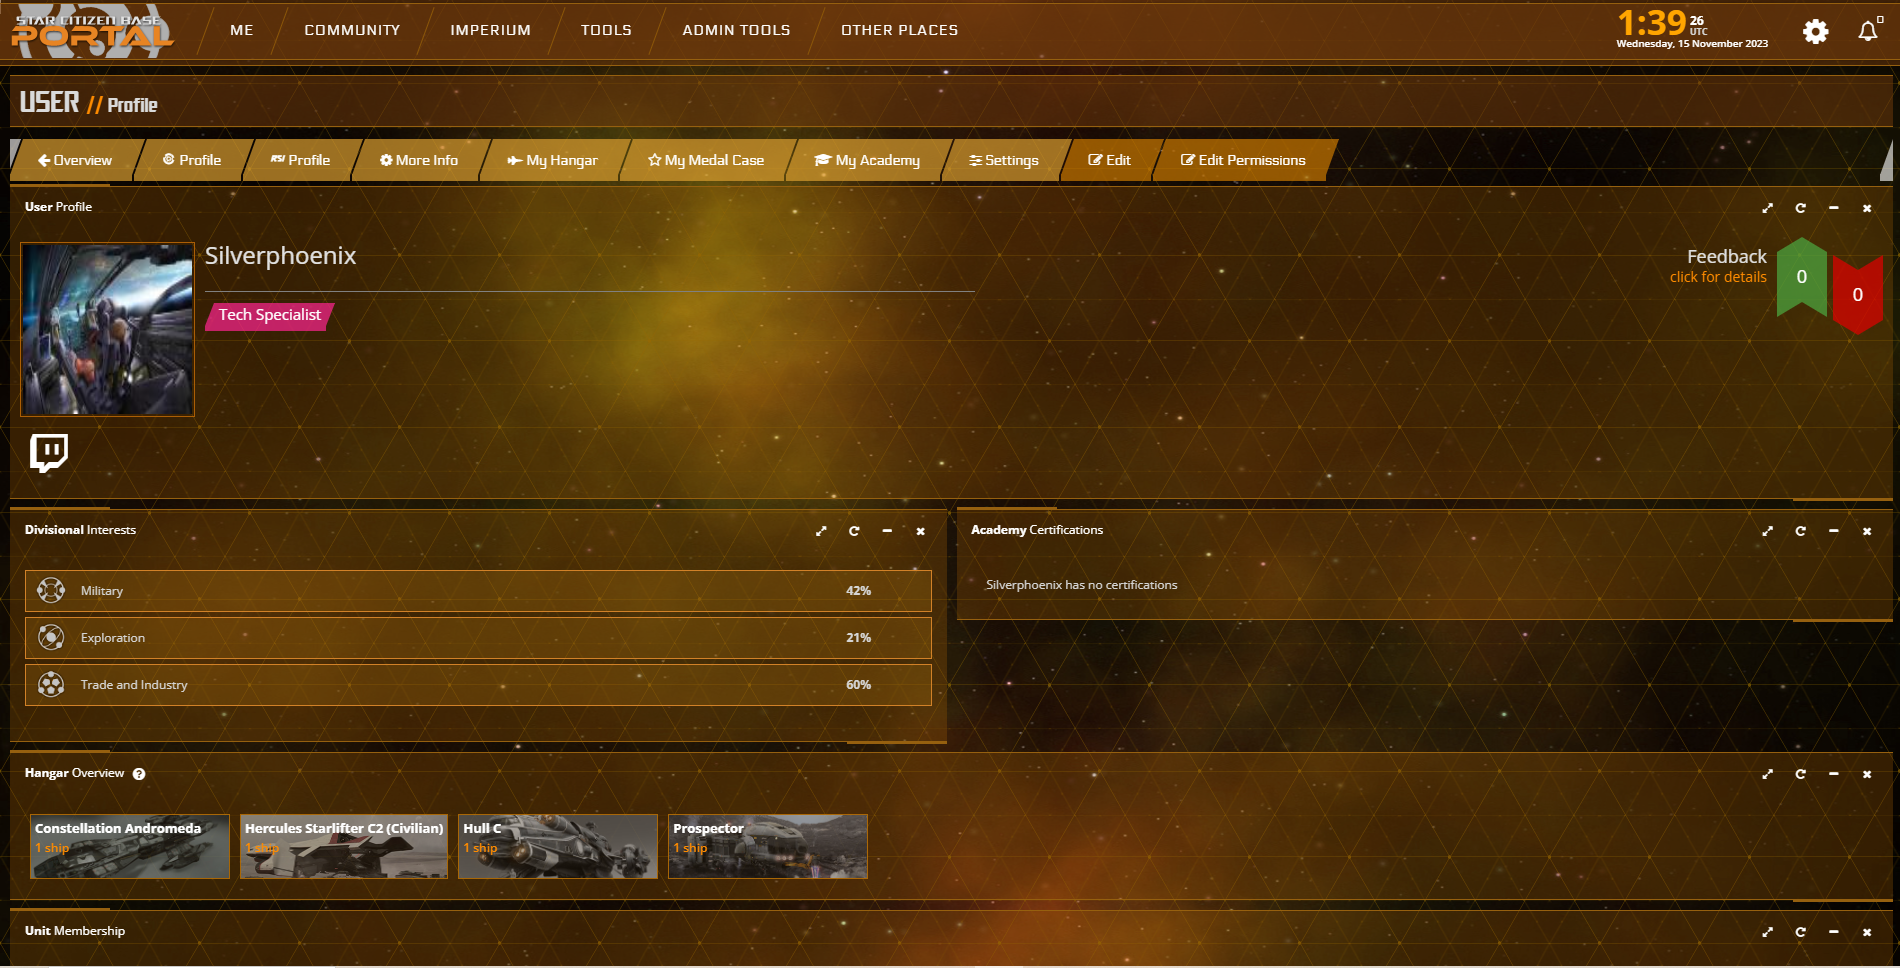 STAR CITIZEN BASE
PORTAL
ME COMMUNITY IMPERIUM TOOLS ADMIN TOOLS OTHER PLACES
1:39 26 UTC
Wednesday, 15 November 2023
USER // Profile
Overview Profile RSI Profile More Info My Hangar My Medal Case My Academy Settings Edit Edit Permissions
User Profile
Silverphoenix
Tech Specialist
Feedback
click for details
0
0
Divisional Interests
Military 42%
Exploration 21%
Trade and Industry 60%
Academy Certifications
Silverphoenix has no certifications
Hangar Overview ?
Constellation Andromeda
1 ship
Hercules Starlifter C2 (Civilian)
1 ship
Hull C
1 ship
Prospector
1 ship
Unit Membership